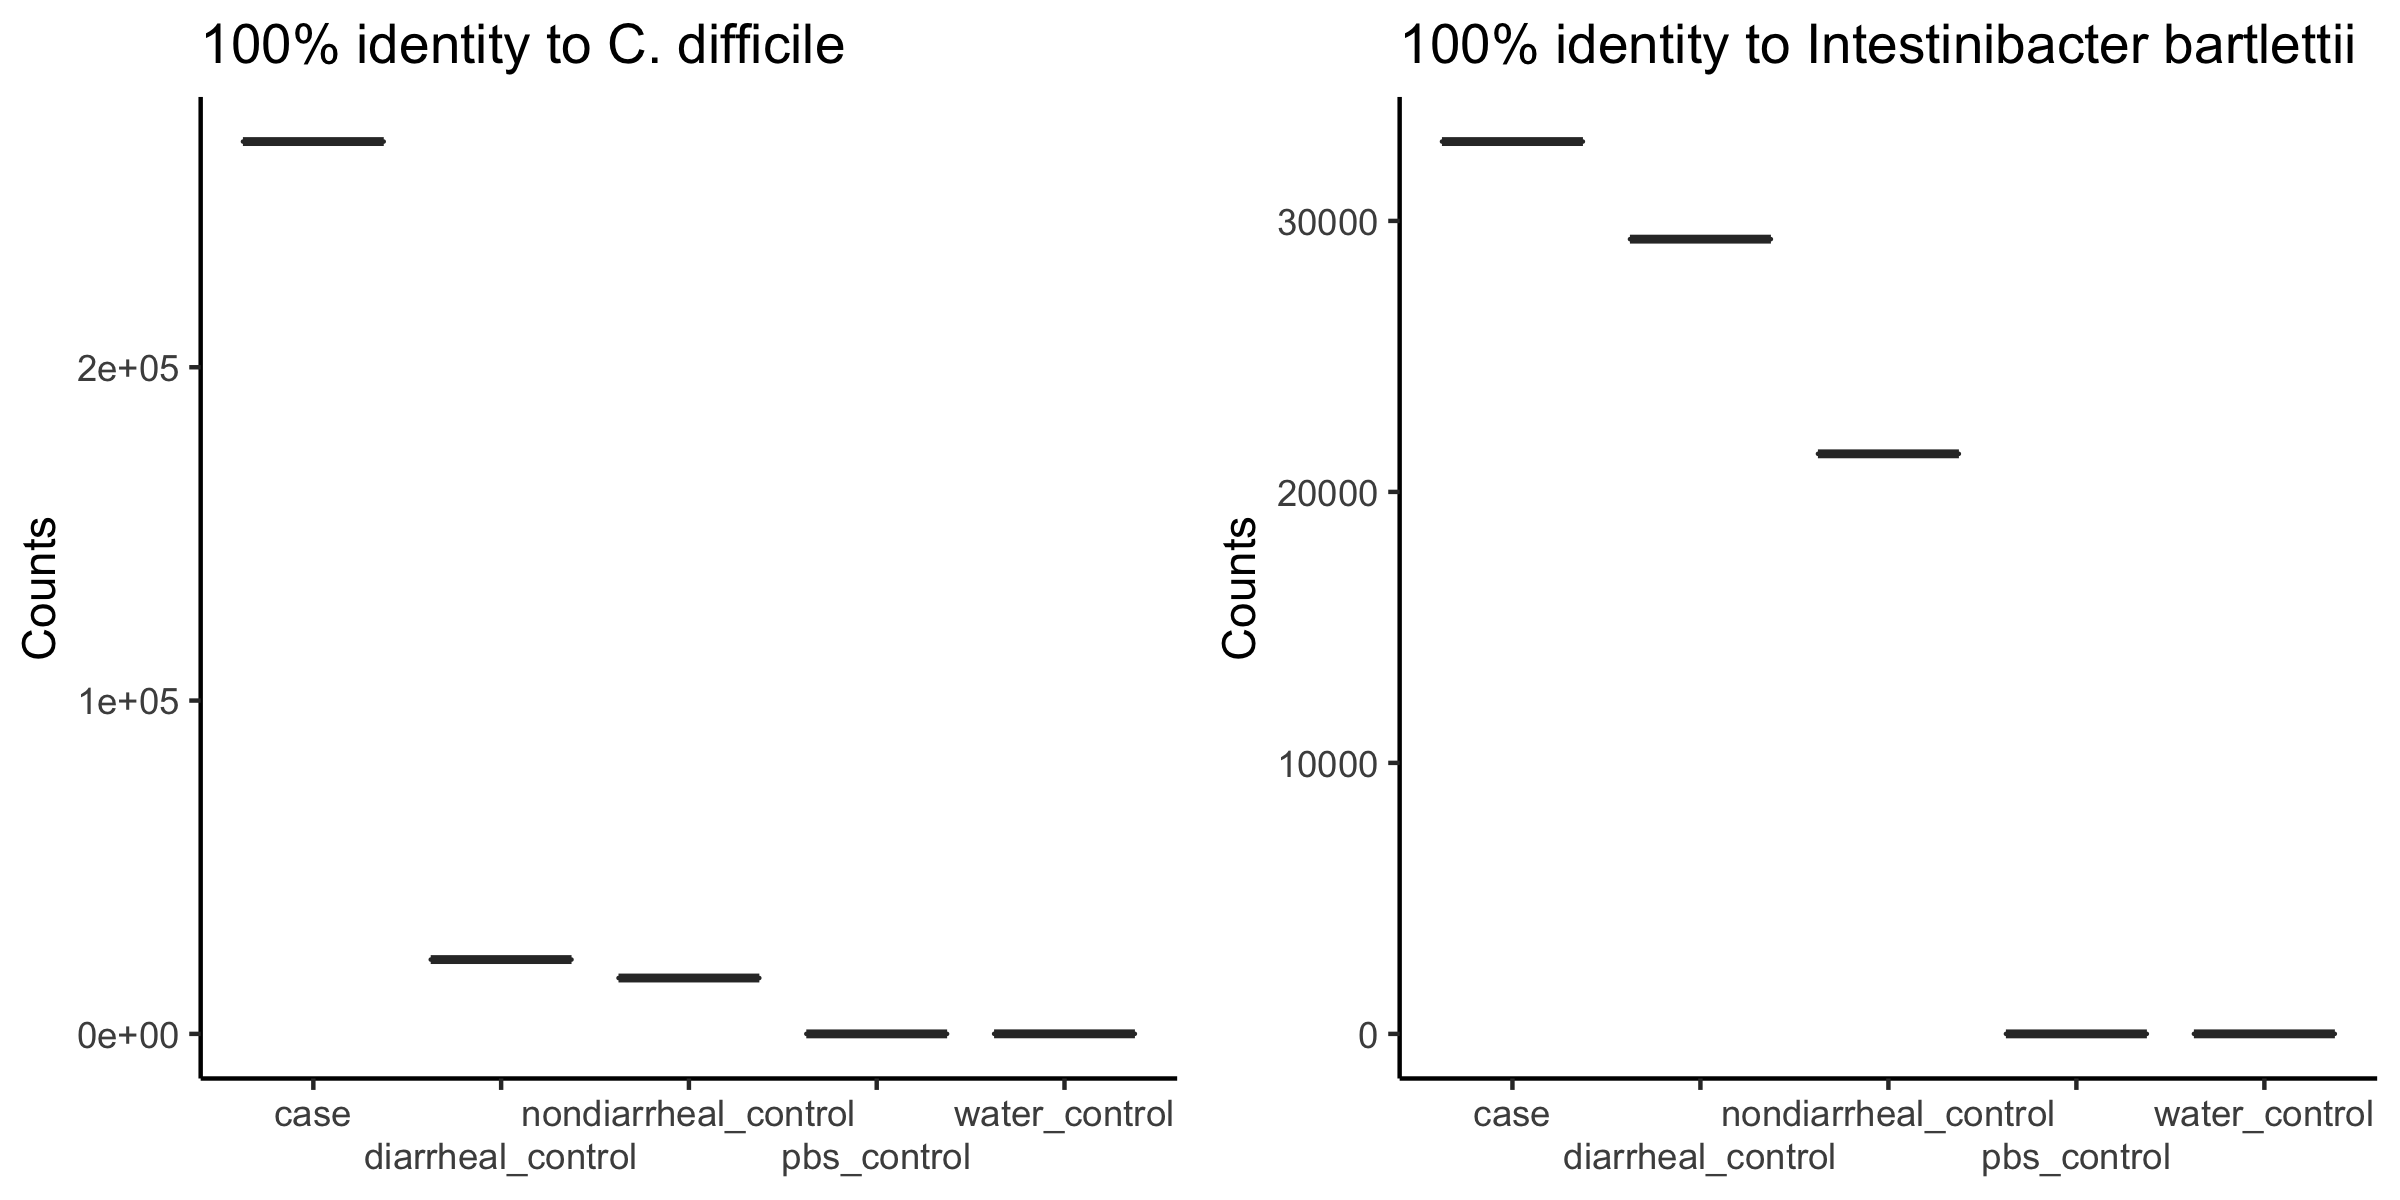 100% identity to C. difficile
Counts
2e+05
1e+05
0e+00
case
diarrheal_control
nondiarrheal_control
pbs_control
water_control
100% identity to Intestinibacter bartlettii
Counts
30000
20000
10000
0
case
diarrheal_control
nondiarrheal_control
pbs_control
water_control